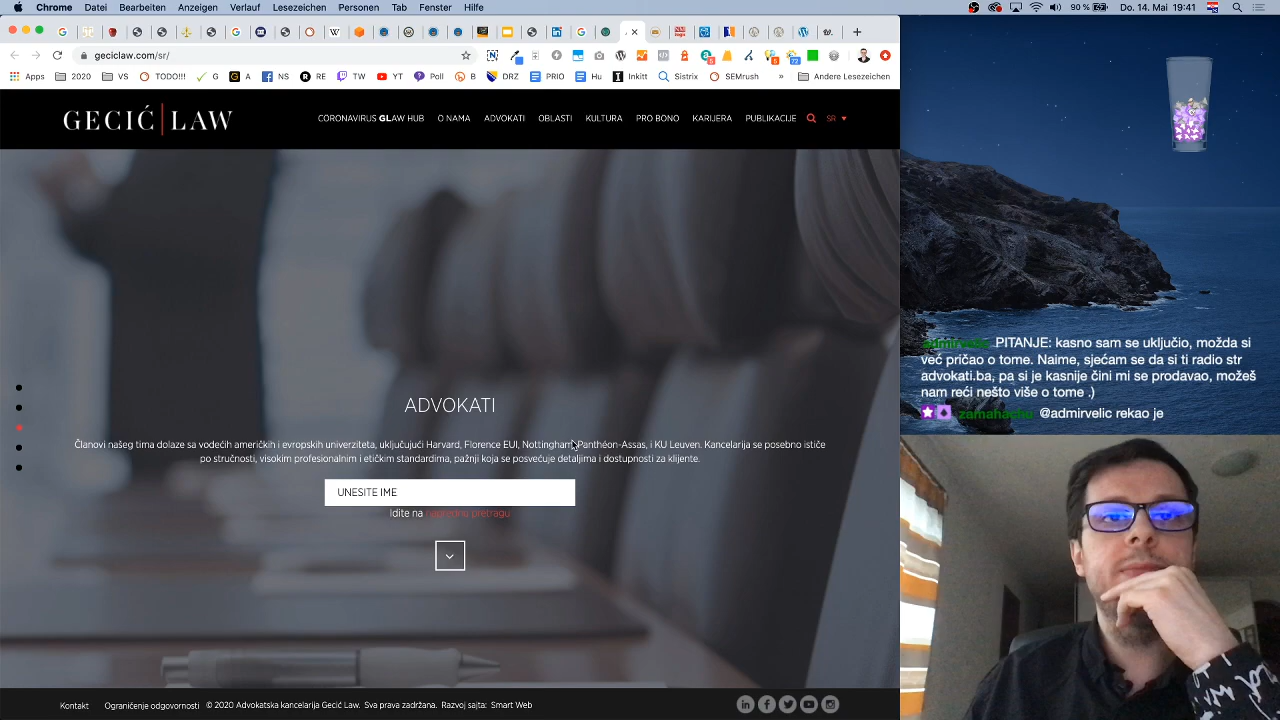 Chrome Datei Bearbeiten Anzeigen Verlauf Lesezeichen Personen Tab Fenster Hilfe 90 % Do. 14. Mai 19:41
geciclaw.com/sr/
Apps 2020 VS TODO!!! G A NS RE TW YT Poll B DRZ PRIO Hu Inkitt Sistrix SEMrush » Andere Lesezeichen
GECIĆ LAW
CORONAVIRUS GLAW HUB O NAMA ADVOKATI OBLASTI KULTURA PRO BONO KARIJERA PUBLIKACIJE SR
ADVOKATI
Članovi našeg tima dolaze sa vodećih američkih i evropskih univerziteta, uključujući Harvard, Florence EUI, Nottingham, Panthéon-Assas, i KU Leuven. Kancelarija se posebno ističe
po stručnosti, visokim profesionalnim i etičkim standardima, pažnji koja se posvećuje detaljima i dostupnosti za klijente.
UNESITE IME
Idite na naprednu pretragu
Kontakt Ograničenje odgovornosti ©2020 Advokatska kancelarija Gecić Law. Sva prava zadržana. Razvoj sajta: Smart Web
admirvelic PITANJE: kasno sam se uključio, možda si
već pričao o tome. Naime, sjećam se da si ti radio str
advokati.ba, pa si je kasnije čini mi se prodavao, možeš
nam reći nešto više o tome .)
zamahachu @admirvelic rekao je